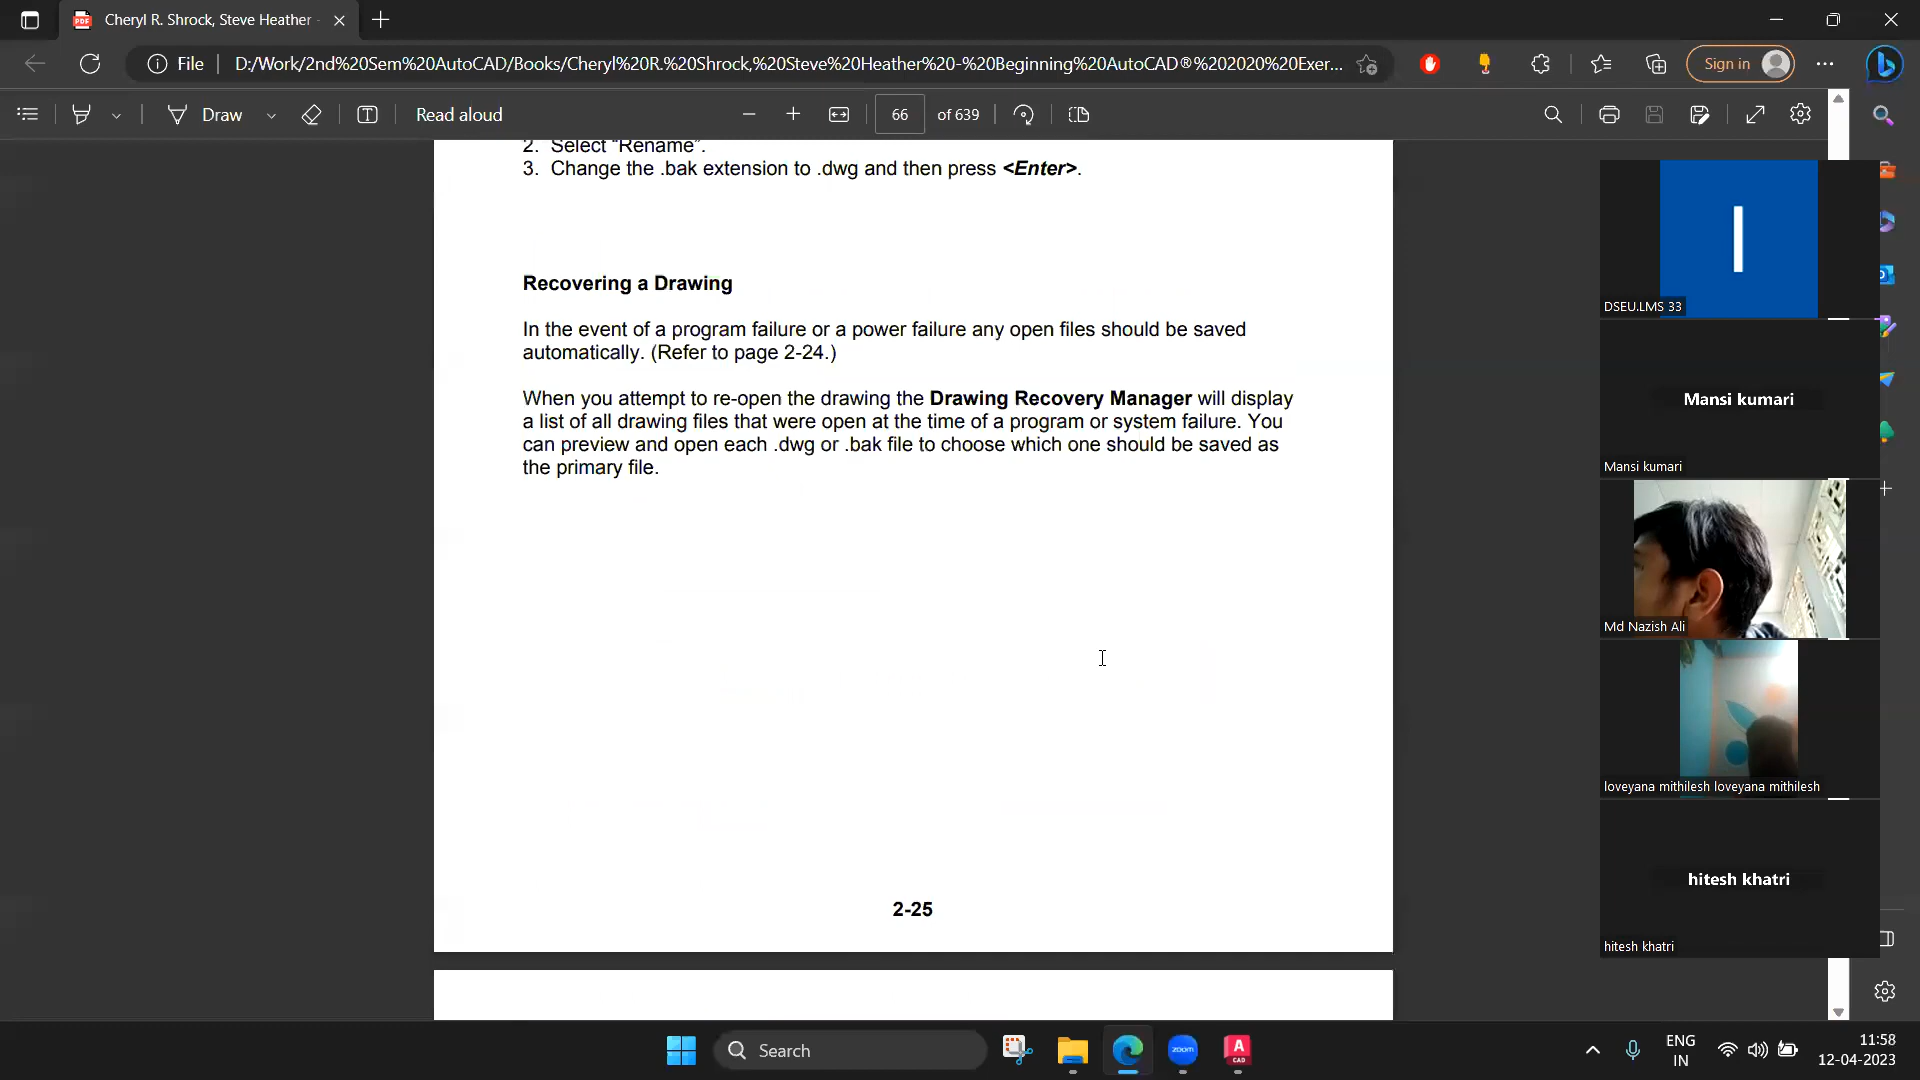 Cheryl R. Shrock, Steve Heather -
File
D:/Work/2nd%20Sem%20AutoCAD/Books/Cheryl%20R.%20Shrock,%20Steve%20Heather%20-%20Beginning%20AutoCAD®%202020%20Exer...
Sign in
Draw
Read aloud
66
of 639
2. Select "Rename".
3. Change the .bak extension to .dwg and then press <Enter>.
Recovering a Drawing
In the event of a program failure or a power failure any open files should be saved
automatically. (Refer to page 2-24.)
When you attempt to re-open the drawing the Drawing Recovery Manager will display
a list of all drawing files that were open at the time of a program or system failure. You
can preview and open each .dwg or .bak file to choose which one should be saved as
the primary file.
2-25
I
DSEU.LMS 33
Mansi kumari
Mansi kumari
Md Nazish Ali
loveyana mithilesh loveyana mithilesh
hitesh khatri
hitesh khatri
Search
zoom
A
CAD
ENG
IN
11:58
12-04-2023